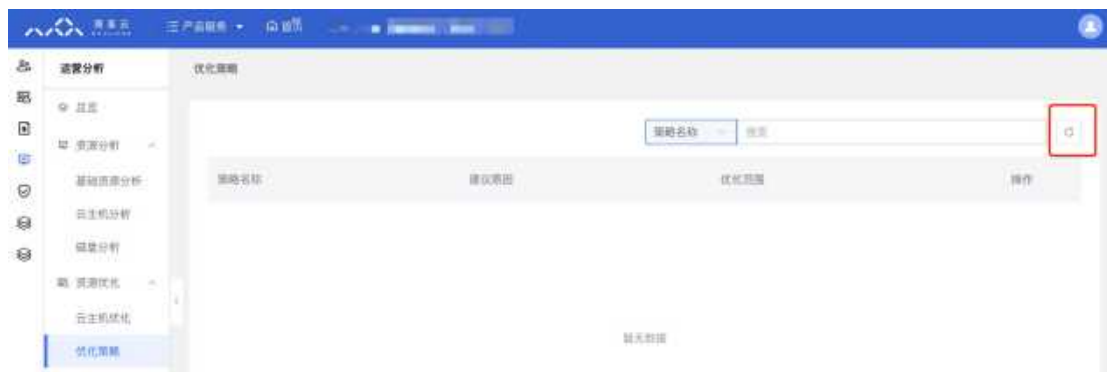 产品服务
运营分析
优化策略
总览
策略名称
搜索
资源分析
策略名称
建议原因
优化范围
操作
基础资源分析
云主机分析
磁盘分析
资源优化
云主机优化
暂无数据
优化策略